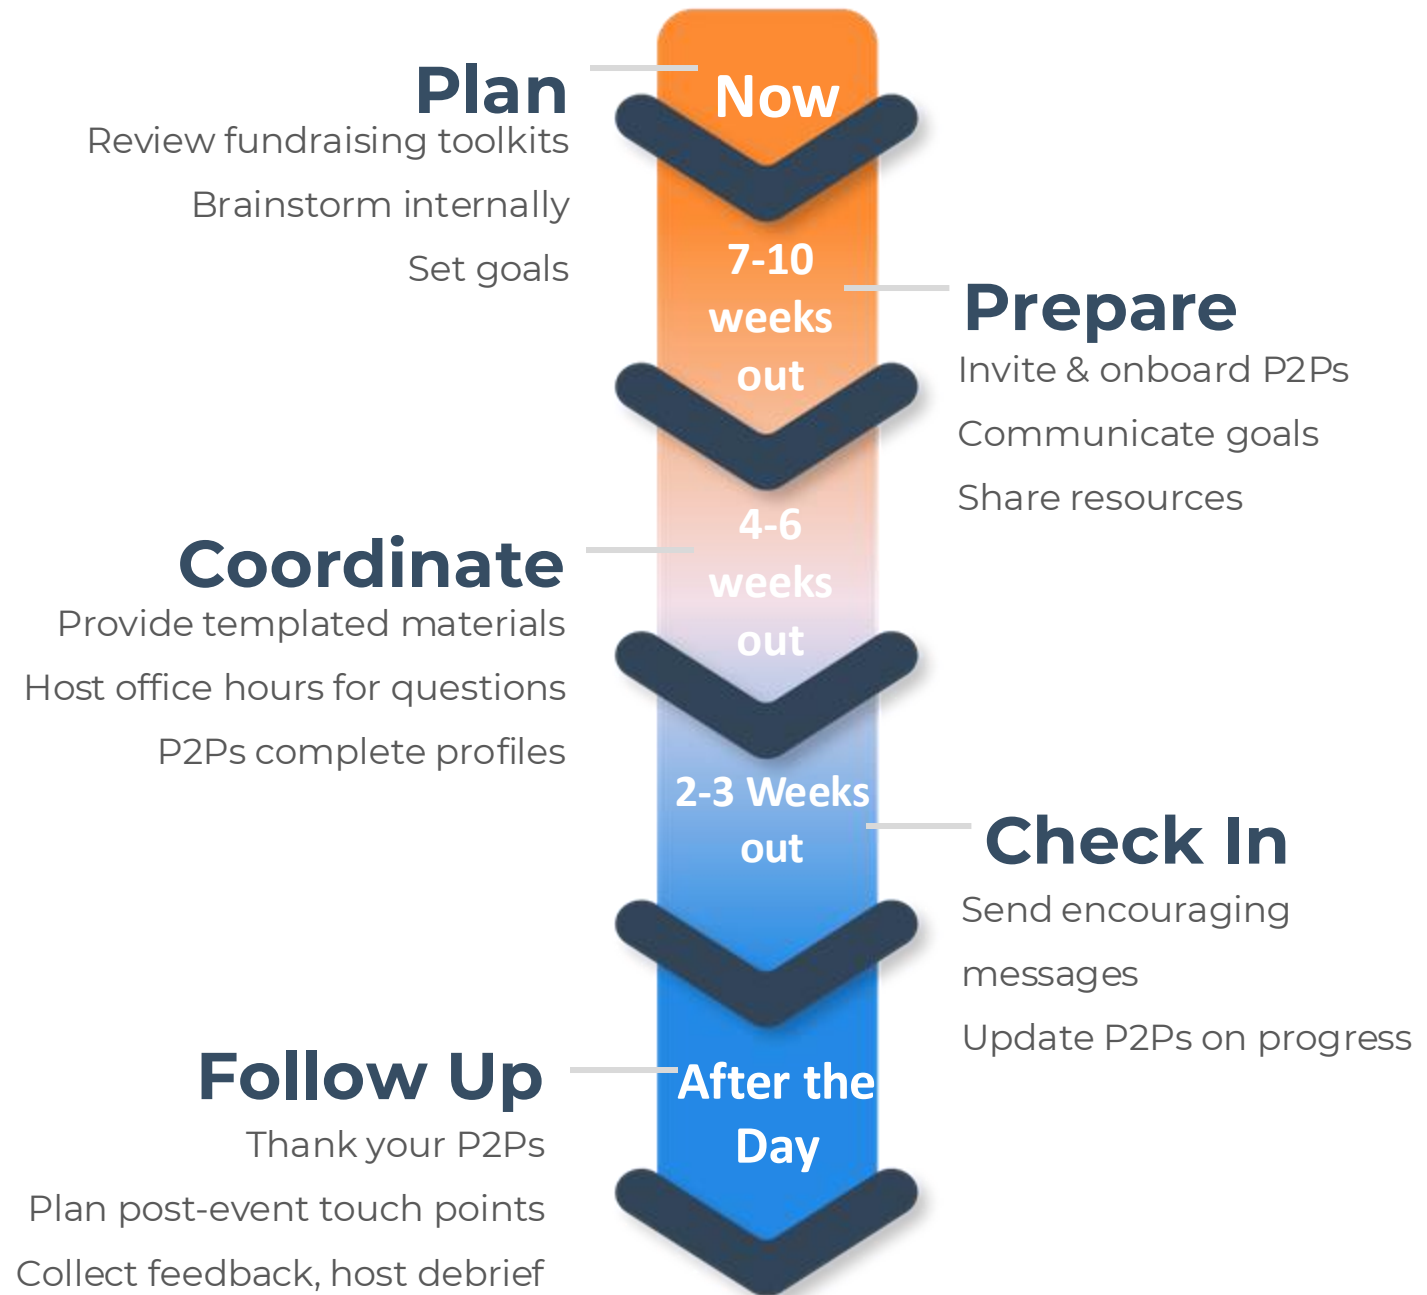 Plan
Now
Review fundraising toolkits
Brainstorm internally
Set goals
7-10
weeks
out
Prepare
Invite & onboard P2Ps
Communicate goals
Share resources
4-6
weeks
out
Coordinate
Provide templated materials
Host office hours for questions
P2Ps complete profiles
2-3 Weeks
out
Check In
Send encouraging
messages
Update P2Ps on progress
Follow Up
After the
Day
Thank your P2Ps
Plan post-event touch points
Collect feedback, host debrief